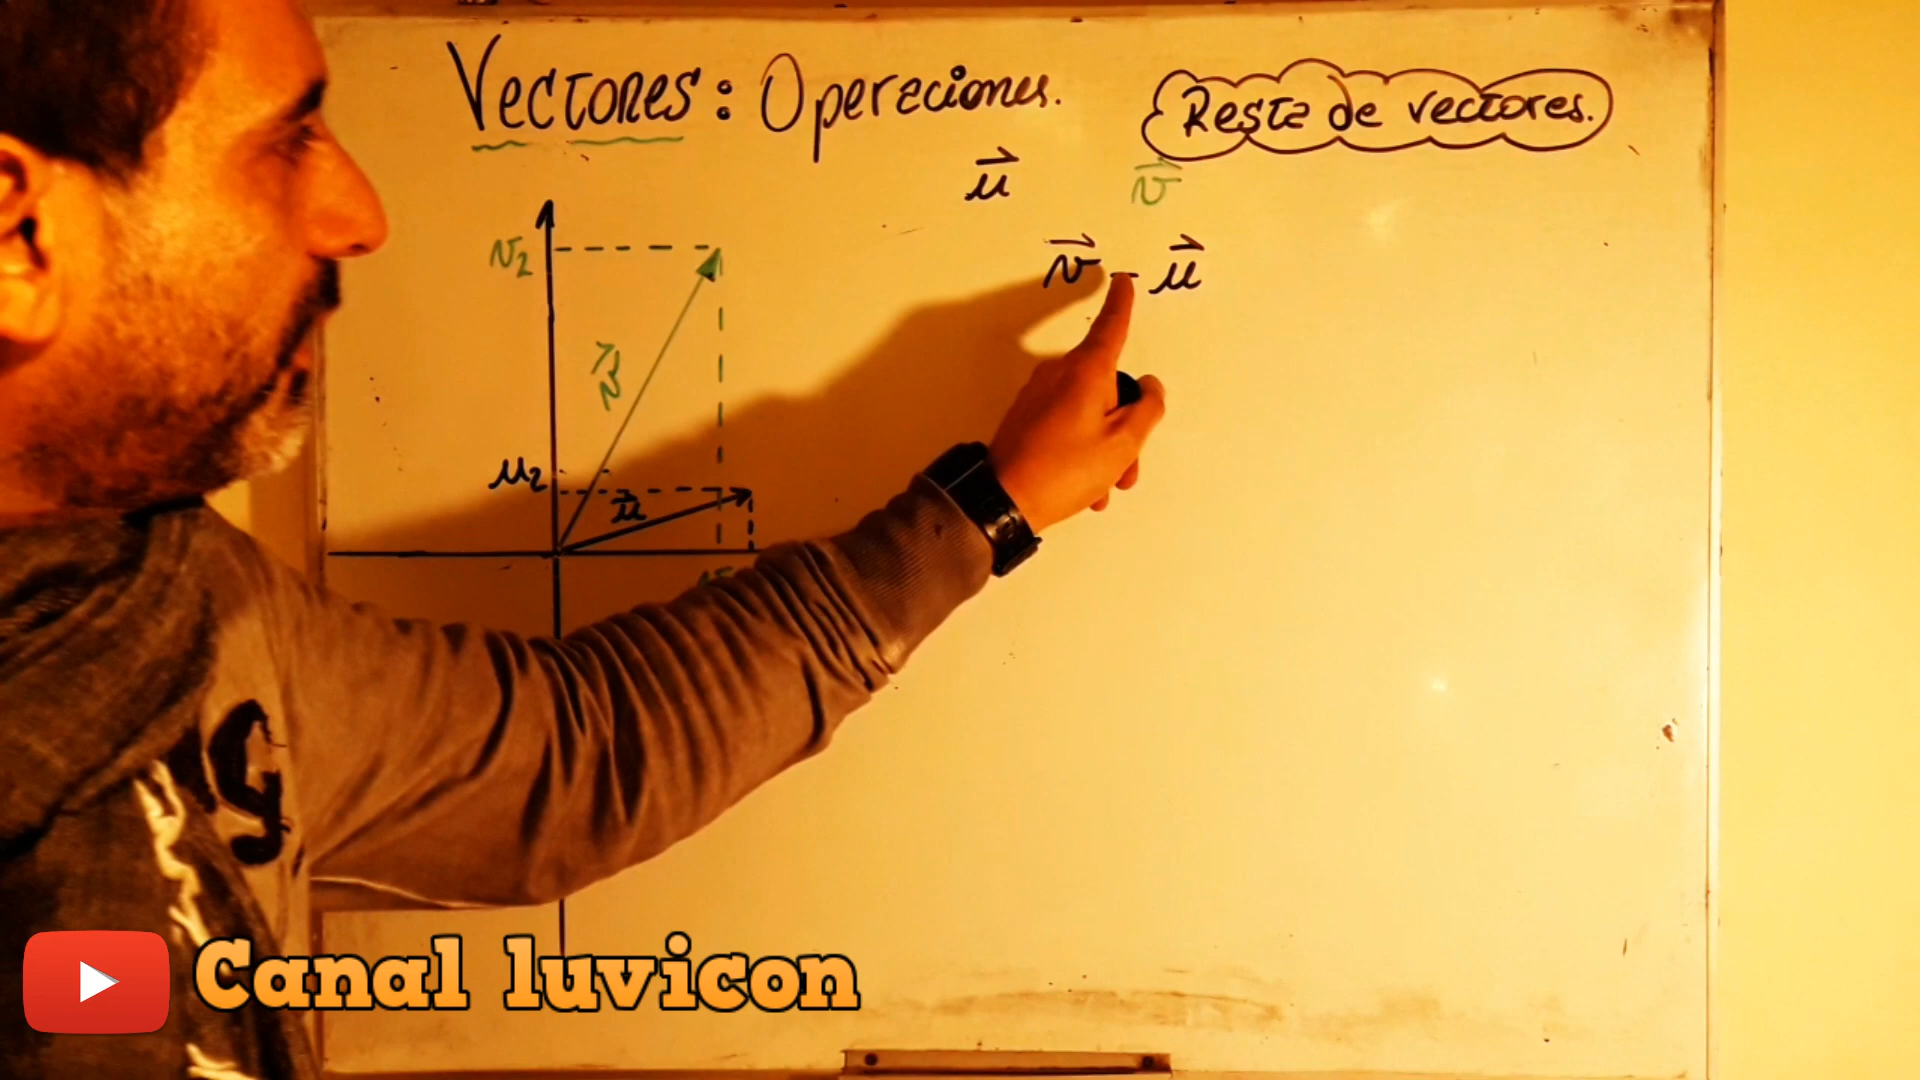 Vectores: Operaciones.
Resta de vectores.
u⃗ v⃗
v⃗ - u⃗
v₂
v⃗
u₂
u⃗
G
Canal luvicon